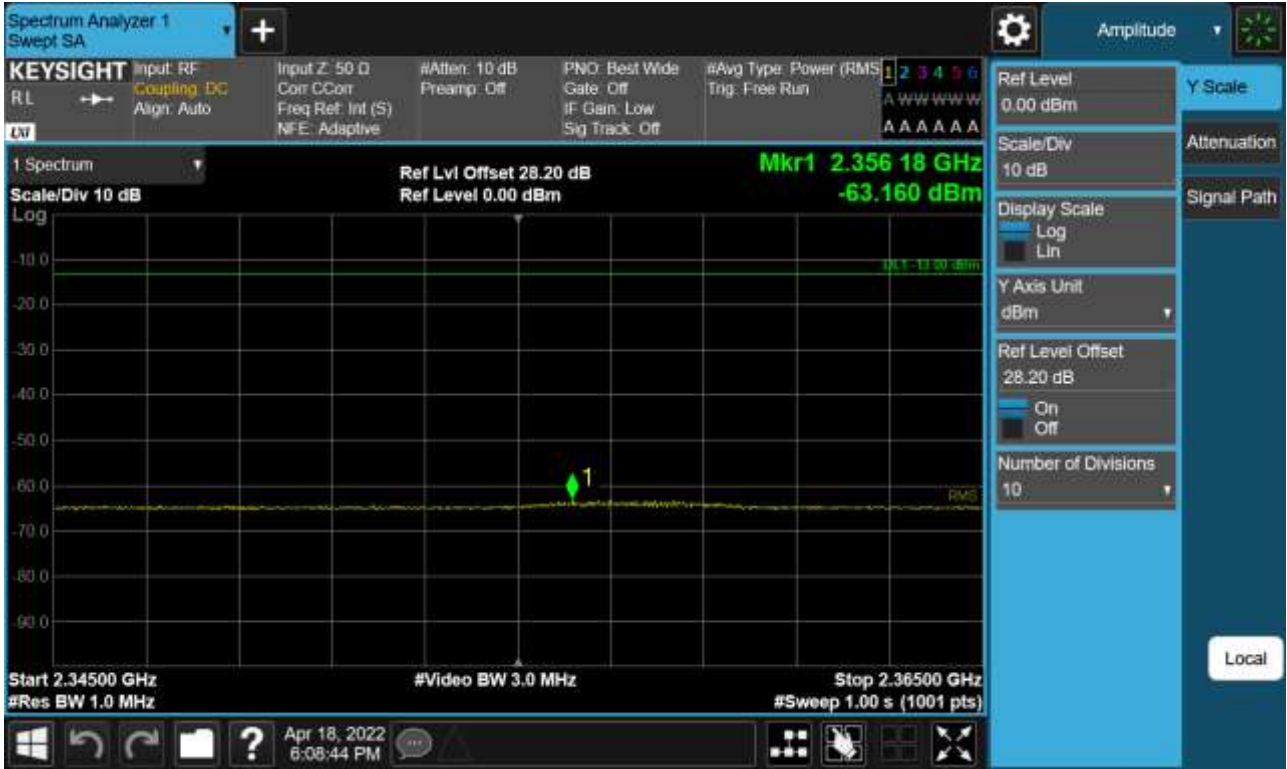 Spectrum Analyzer 1
Swept SA
+
Amplitude
KEYSIGHT
RL
LXI
Input: RF
Coupling: DC
Align: Auto
Input Z: 50 Ω
Corr CCorr
Freq Ref: Int (S)
NFE: Adaptive
#Atten: 10 dB
Preamp: Off
PNO: Best Wide
Gate: Off
IF Gain: Low
Sig Track: Off
#Avg Type: Power (RMS
Trig: Free Run
1 2 3 4 5 6
A W W W W W
A A A A A A
1 Spectrum
Scale/Div 10 dB
Ref Lvl Offset 28.20 dB
Ref Level 0.00 dBm
Mkr1 2.356 18 GHz
-63.160 dBm
Log
-10.0
DL1 -13.00 dBm
-20.0
-30.0
-40.0
-50.0
1
-60.0
RMS
-70.0
-80.0
-90.0
Start 2.34500 GHz
#Video BW 3.0 MHz
Stop 2.36500 GHz
#Res BW 1.0 MHz
#Sweep 1.00 s (1001 pts)
?
Apr 18, 2022
6:08:44 PM
Ref Level
0.00 dBm
Scale/Div
10 dB
Display Scale
Log
Lin
Y Axis Unit
dBm
Ref Level Offset
28.20 dB
On
Off
Number of Divisions
10
Y Scale
Attenuation
Signal Path
Local